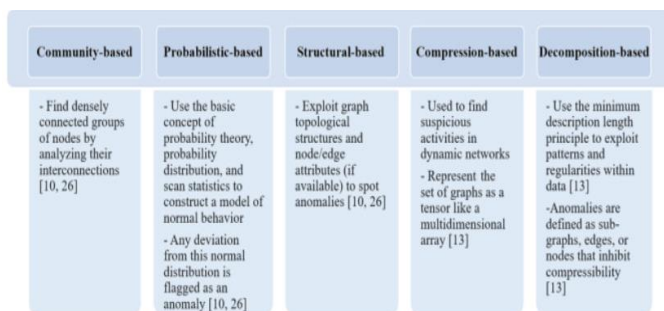 Community-based
Probabilistic-based
Structural-based
Compression-based
Decomposition-based
- Find densely
connected groups
of nodes by
analyzing their
interconnections
[10, 26]
- Use the basic
concept of
probability theory,
probability
distribution, and
scan statistics to
construct a model of
normal behavior
- Any deviation
from this normal
distribution is
flagged as an
anomaly [10, 26]
- Exploit graph
topological
structures and
node/edge
attributes (if
available) to spot
anomalies [10, 26]
- Used to find
suspicious
activities in
dynamic networks
- Represent the
set of graphs as a
tensor like a
multidimensional
array [13]
- Use the minimum
description length
principle to exploit
patterns and
regularities within
data [13]
-Anomalies are
defined as sub-
graphs, edges, or
nodes that inhibit
compressibility
[13]